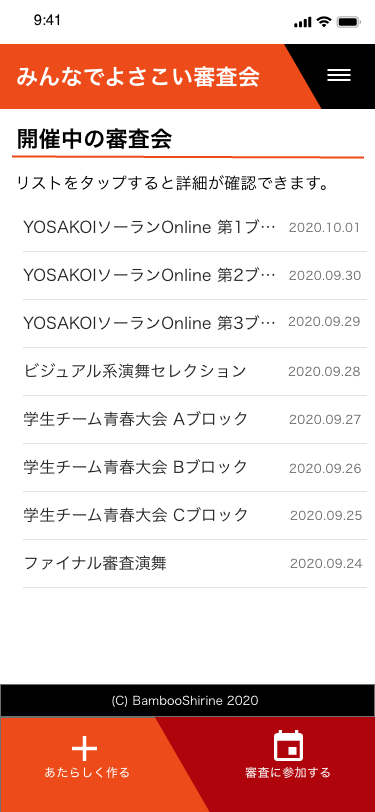 9:41
みんなでよさこい審査会
開催中の審査会
リストをタップすると詳細が確認できます。
YOSAKOIソーランOnline 第1ブ… 2020.10.01
YOSAKOIソーランOnline 第2ブ… 2020.09.30
YOSAKOIソーランOnline 第3ブ… 2020.09.29
ビジュアル系演舞セレクション 2020.09.28
学生チーム青春大会 Aブロック 2020.09.27
学生チーム青春大会 Bブロック 2020.09.26
学生チーム青春大会 Cブロック 2020.09.25
ファイナル審査演舞 2020.09.24
(C) BambooShirine 2020
あたらしく作る 審査に参加する